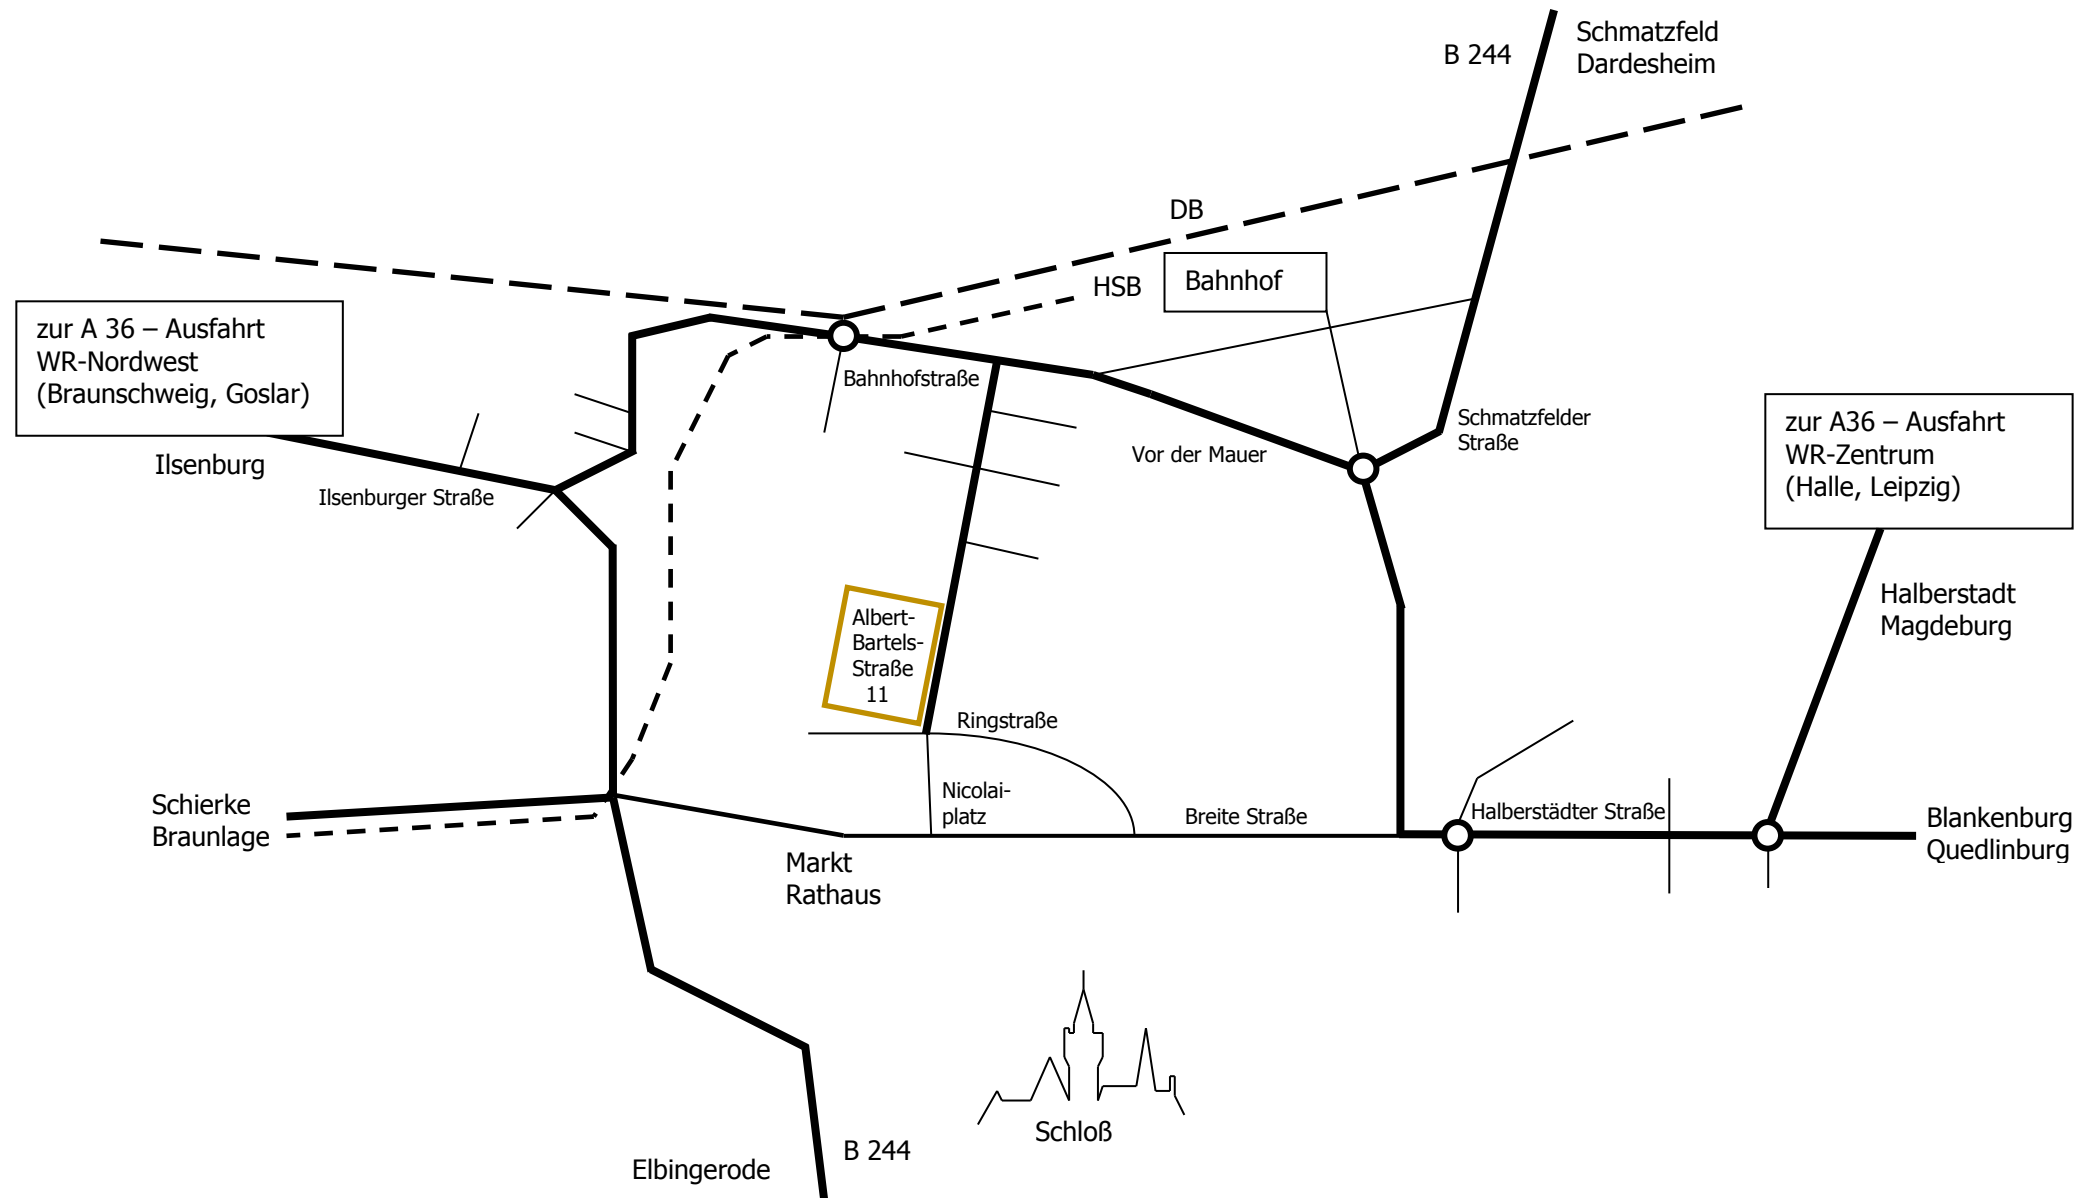 Schmatzfeld
Dardesheim
B 244
DB
HSB
Bahnhof
zur A 36 – Ausfahrt
WR-Nordwest
(Braunschweig, Goslar)
Ilsenburg
Ilsenburger Straße
Bahnhofstraße
Vor der Mauer
Schmatzfelder
Straße
zur A36 – Ausfahrt
WR-Zentrum
(Halle, Leipzig)
Halberstadt
Magdeburg
Albert-
Bartels-
Straße
11
Ringstraße
Nicolai-
platz
Breite Straße
Halberstädter Straße
Blankenburg
Quedlinburg
Schierke
Braunlage
Markt
Rathaus
Schloß
B 244
Elbingerode